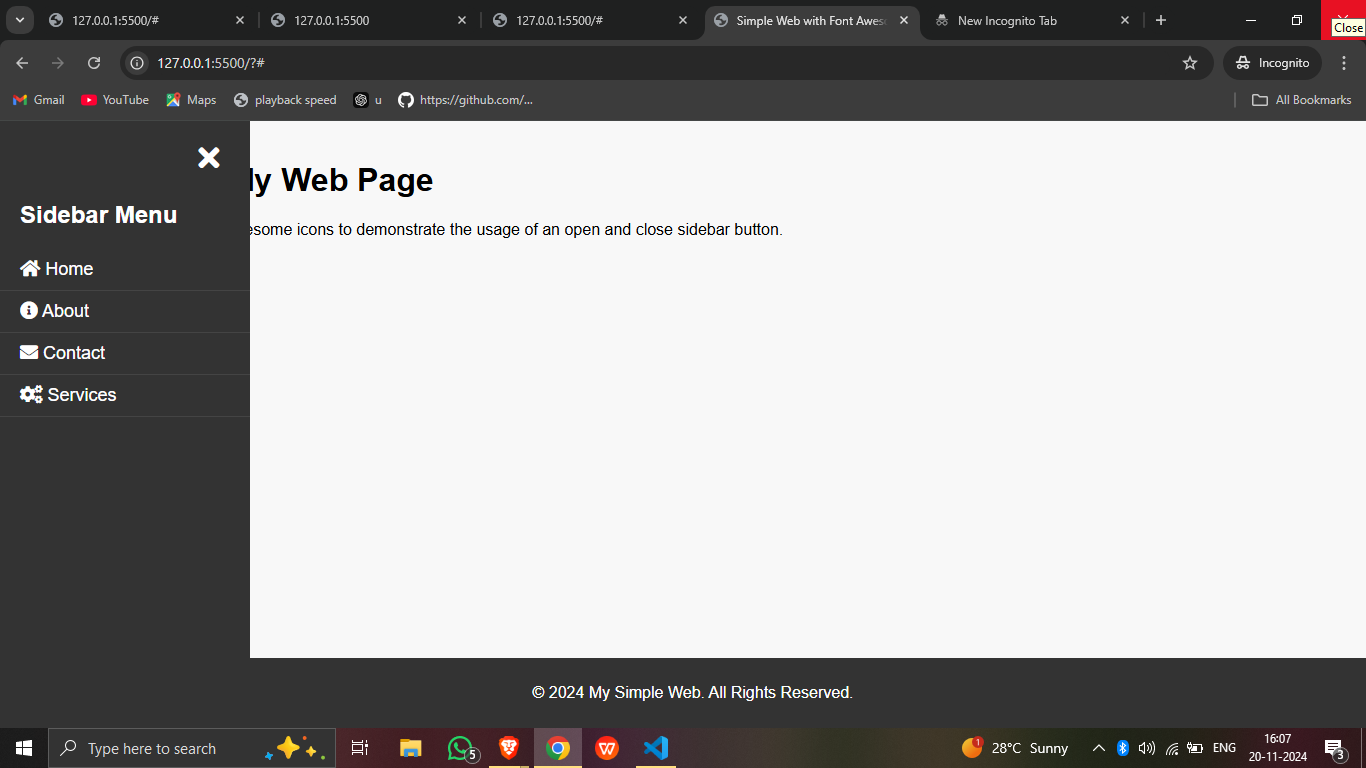 127.0.0.1:5500/#
127.0.0.1:5500
127.0.0.1:5500/#
Simple Web with Font Aweso
New Incognito Tab
Close
127.0.0.1:5500/?#
Incognito
Gmail
YouTube
Maps
playback speed
u
https://github.com/...
All Bookmarks
y Web Page
Sidebar Menu
esome icons to demonstrate the usage of an open and close sidebar button.
Home
About
Contact
Services
© 2024 My Simple Web. All Rights Reserved.
Type here to search
5
1
28°C Sunny
ENG
16:07
20-11-2024
3